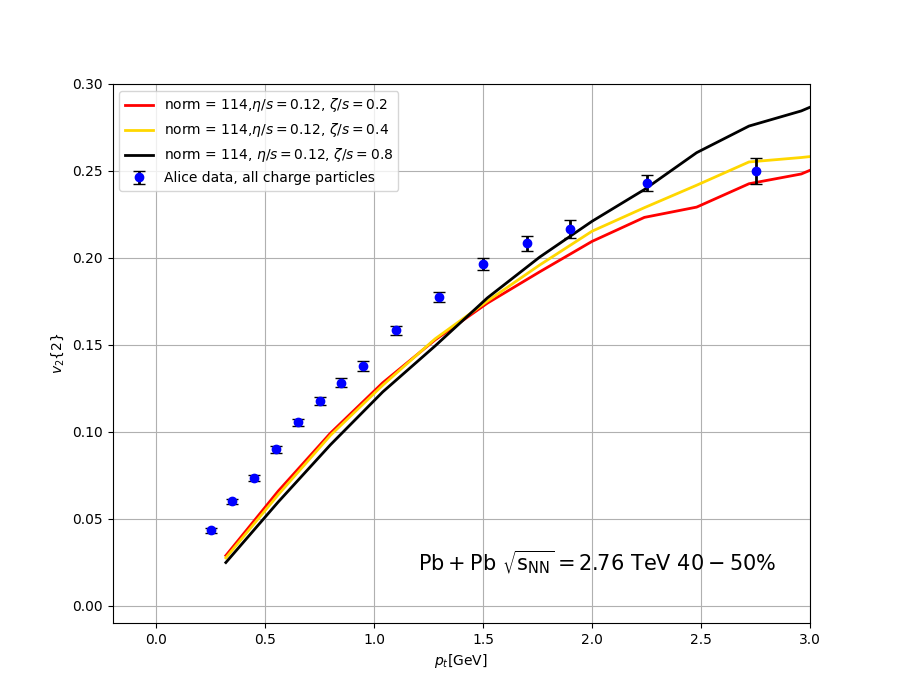 0.30
0.25
0.20
0.15
0.10
0.05
0.00
v₂{2}
norm = 114,η/s = 0.12, ζ/s = 0.2
norm = 114,η/s = 0.12, ζ/s = 0.4
norm = 114, η/s = 0.12, ζ/s = 0.8
Alice data, all charge particles
Pb + Pb √s_NN = 2.76 TeV 40 − 50%
0.0 0.5 1.0 1.5 2.0 2.5 3.0
p_t[GeV]